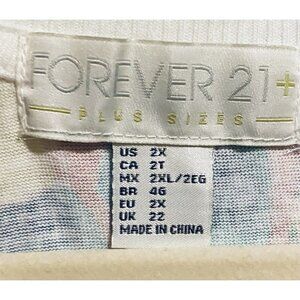 FOREVER 21+
PLUS SIZES
US 2X
CA 2T
MX 2XL/2EG
BR 4G
EU 2X
UK 22
MADE IN CHINA